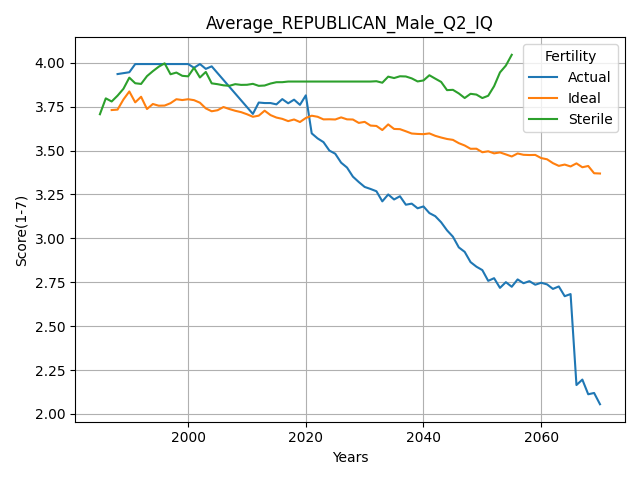 Average_REPUBLICAN_Male_Q2_IQ
Fertility
Actual
Ideal
Sterile
Score(1-7)
4.00
3.75
3.50
3.25
3.00
2.75
2.50
2.25
2.00
2000
2020
2040
2060
Years